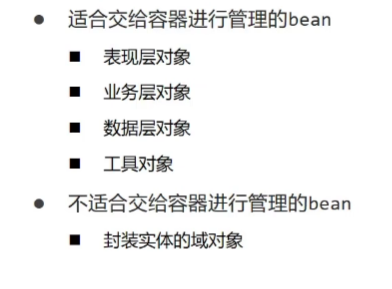 适合交给容器进行管理的bean
表现层对象
业务层对象
数据层对象
工具对象
不适合交给容器进行管理的bean
封装实体的域对象